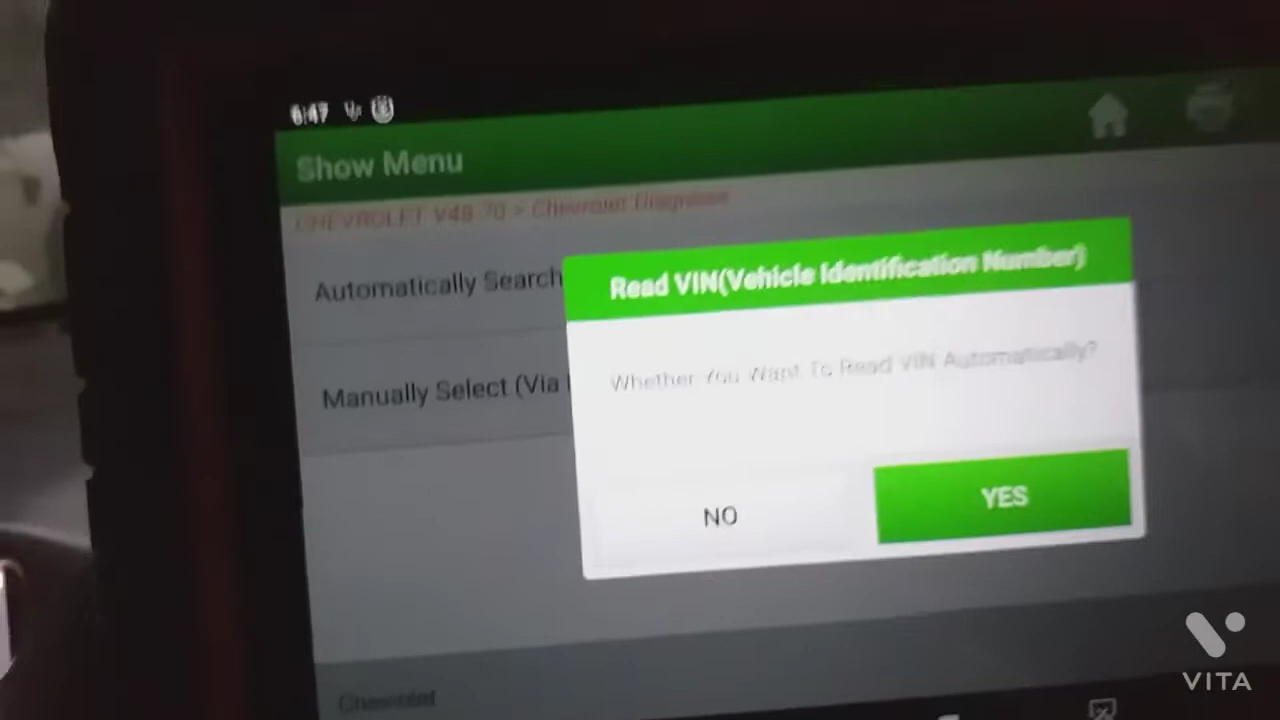 6:47
Show Menu
CHEVROLET V48.70 > Chevrolet Diagnose
Automatically Search
Read VIN(Vehicle Identification Number)
Whether You Want To Read VIN Automatically?
Manually Select (Via
NO
YES
Chevrolet
VITA